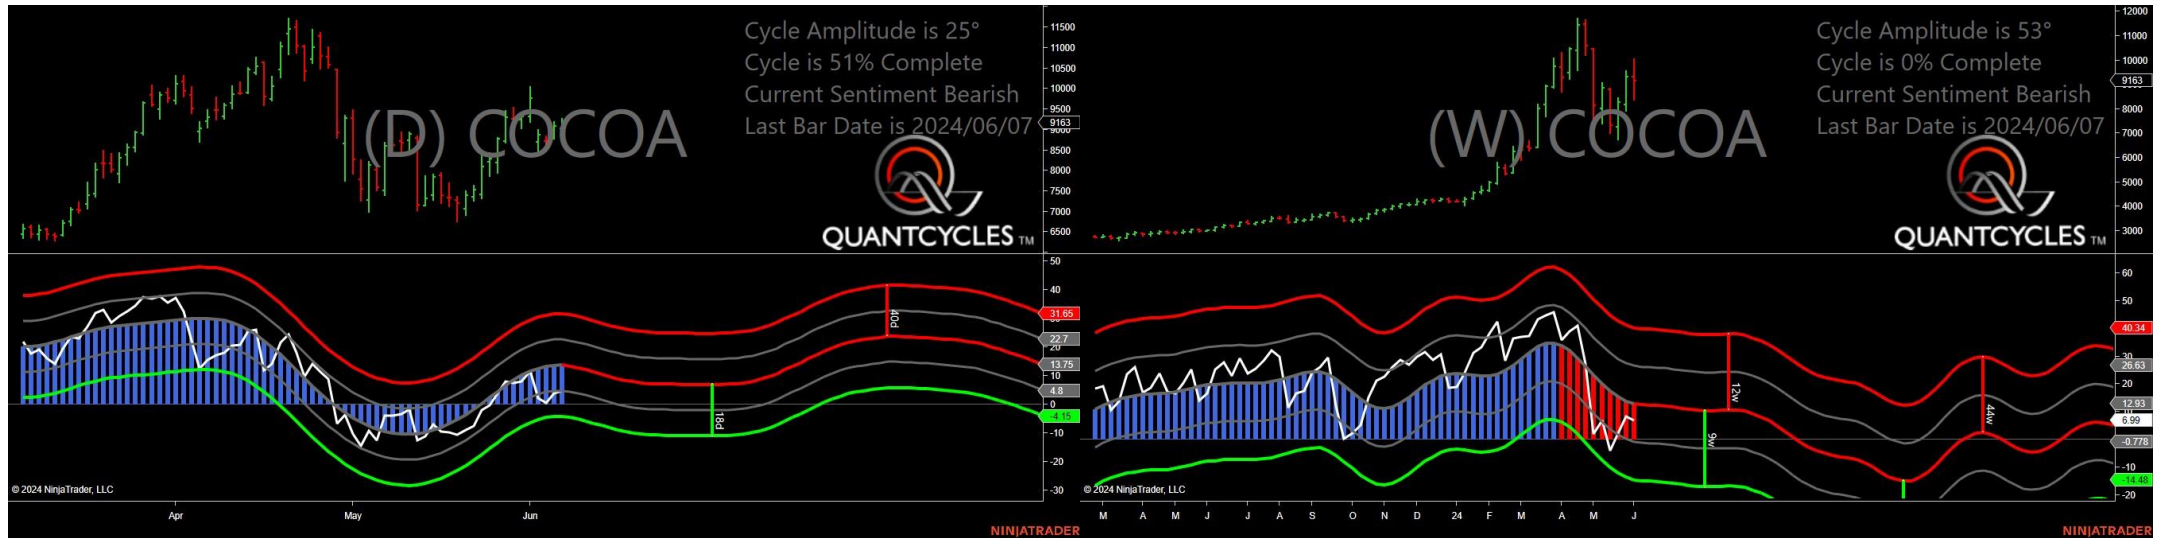 Cycle Amplitude is 25°
Cycle is 51% Complete
Current Sentiment Bearish
Last Bar Date is 2024/06/07
(D) COCOA
QUANTCYCLES TM
11500
11000
10500
10000
9500
9163
9000
8500
8000
7500
7000
6500
50
40
31.65
30
22.7
20
13.75
10
4.8
0
-4.15
-10
-20
-30
40d
18d
© 2024 NinjaTrader, LLC
Apr May Jun
NINJATRADER
Cycle Amplitude is 53°
Cycle is 0% Complete
Current Sentiment Bearish
Last Bar Date is 2024/06/07
(W) COCOA
QUANTCYCLES TM
12000
11000
10000
9163
8000
7000
6000
5000
4000
3000
60
50
40.34
30
26.63
20
12.93
6.99
-0.778
-10
-14.48
-20
12w
9w
44w
© 2024 NinjaTrader, LLC
M A M J J A S O N D 24 F M A M J
NINJATRADER